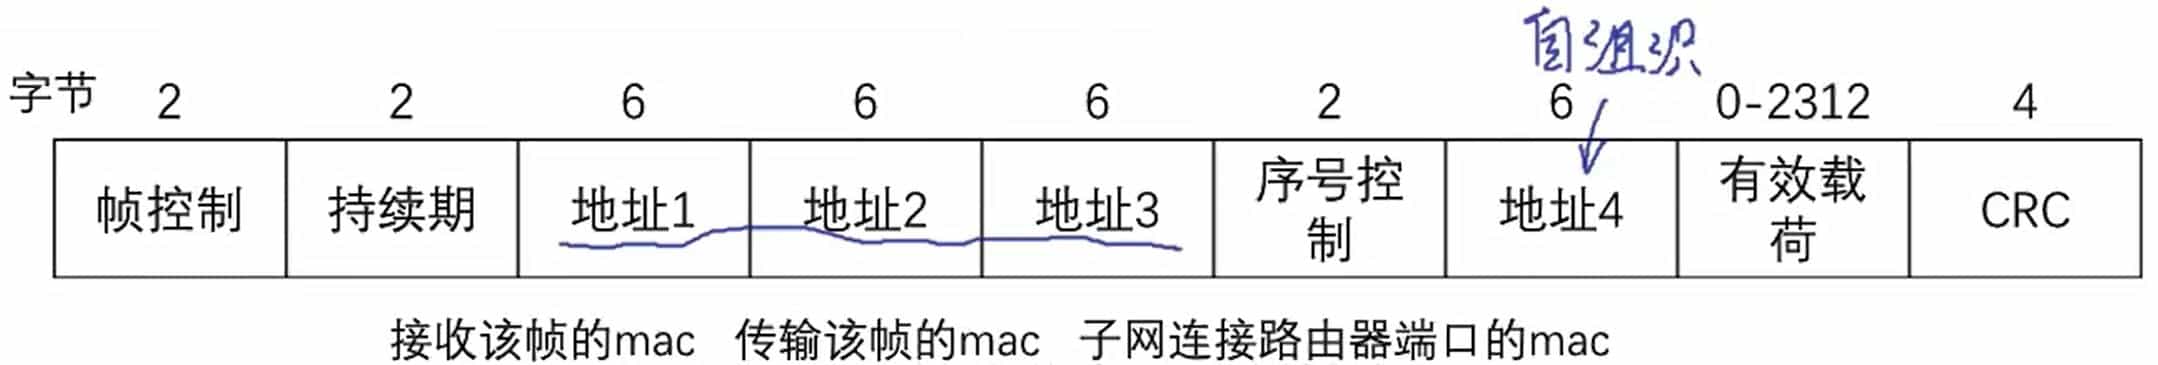 自组织
字节 2 2 6 6 6 2 6 0-2312 4
帧控制 持续期 地址1 地址2 地址3 序号控制 地址4 有效载荷 CRC
接收该帧的mac 传输该帧的mac 子网连接路由器端口的mac